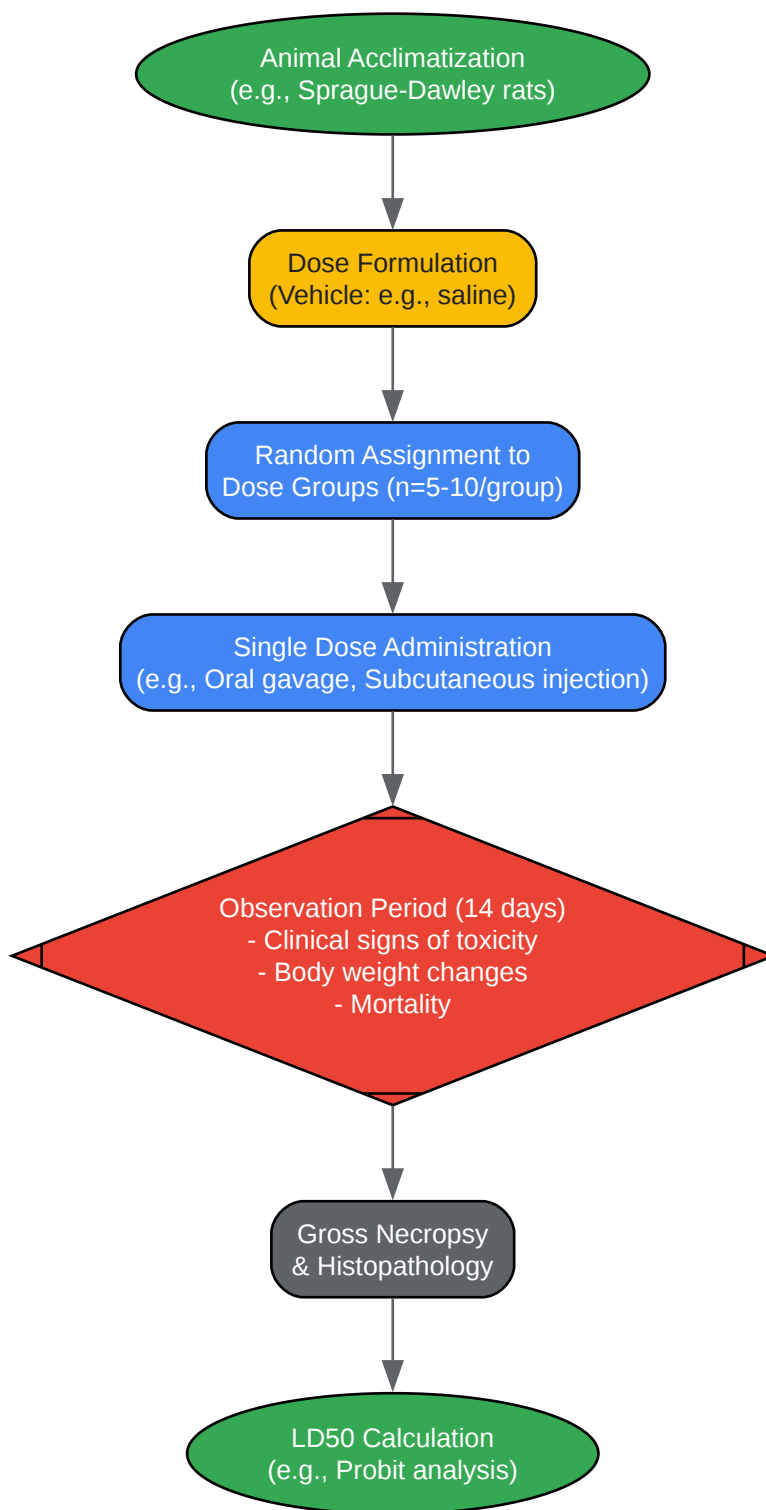 Animal Acclimatization
(e.g., Sprague-Dawley rats)
Dose Formulation
(Vehicle: e.g., saline)
Random Assignment to
Dose Groups (n=5-10/group)
Single Dose Administration
(e.g., Oral gavage, Subcutaneous injection)
Observation Period (14 days)
- Clinical signs of toxicity
- Body weight changes
- Mortality
Gross Necropsy
& Histopathology
LD50 Calculation
(e.g., Probit analysis)